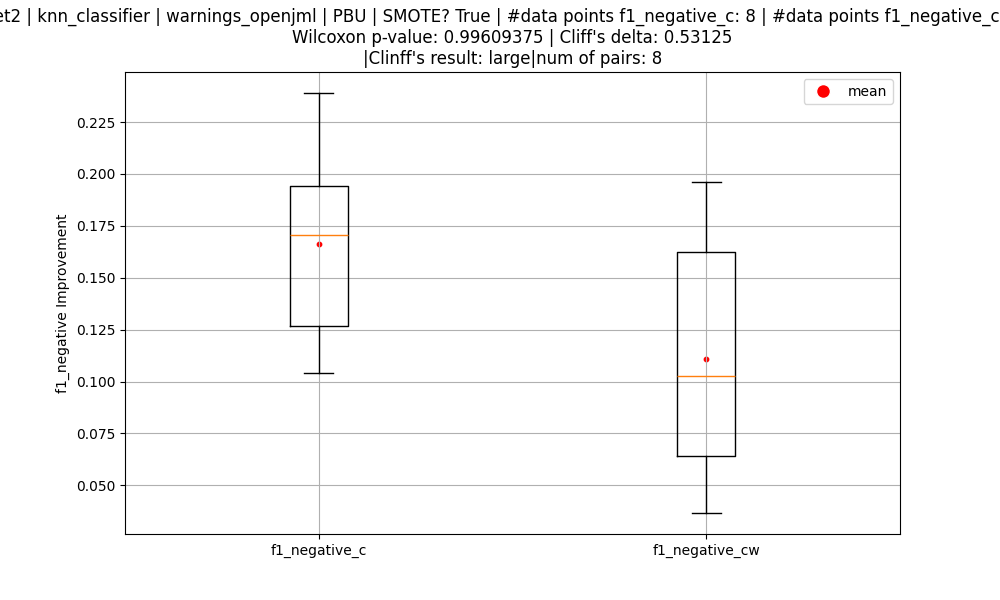 et2 | knn_classifier | warnings_openjml | PBU | SMOTE? True | #data points f1_negative_c: 8 | #data points f1_negative_c
Wilcoxon p-value: 0.99609375 | Cliff's delta: 0.53125
|Clinff's result: large|num of pairs: 8
mean
0.225
0.200
0.175
0.150
0.125
0.100
0.075
0.050
f1_negative Improvement
f1_negative_c
f1_negative_cw